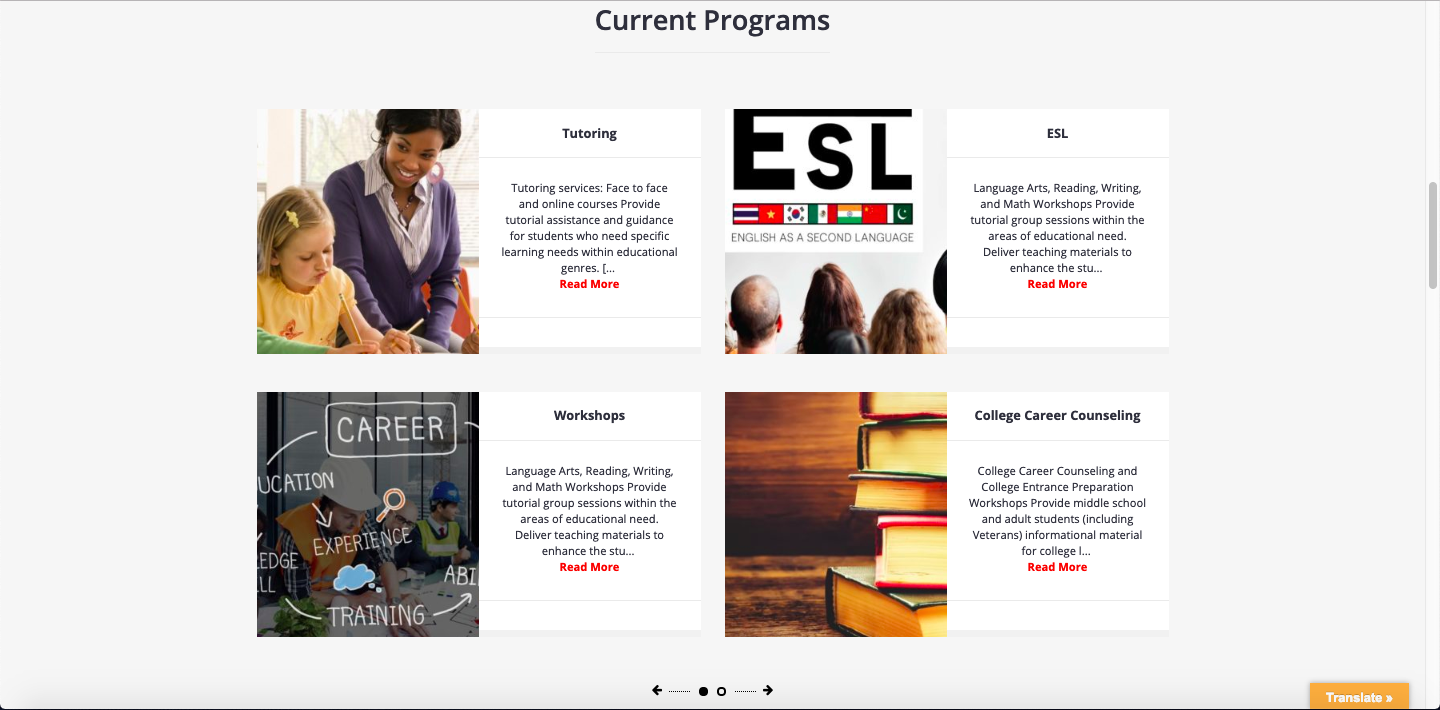 Current Programs
Tutoring
Tutoring services: Face to face
and online courses Provide
tutorial assistance and guidance
for students who need specific
learning needs within educational
genres. [...
Read More
ESL
ENGLISH AS A SECOND LANGUAGE
ESL
Language Arts, Reading, Writing,
and Math Workshops Provide
tutorial group sessions within the
areas of educational need.
Deliver teaching materials to
enhance the stu...
Read More
CAREER
UCATION
EXPERIENCE
LEDGE
LL
ABI
TRAINING
Workshops
Language Arts, Reading, Writing,
and Math Workshops Provide
tutorial group sessions within the
areas of educational need.
Deliver teaching materials to
enhance the stu...
Read More
College Career Counseling
College Career Counseling and
College Entrance Preparation
Workshops Provide middle school
and adult students (including
Veterans) informational material
for college l...
Read More
Translate »